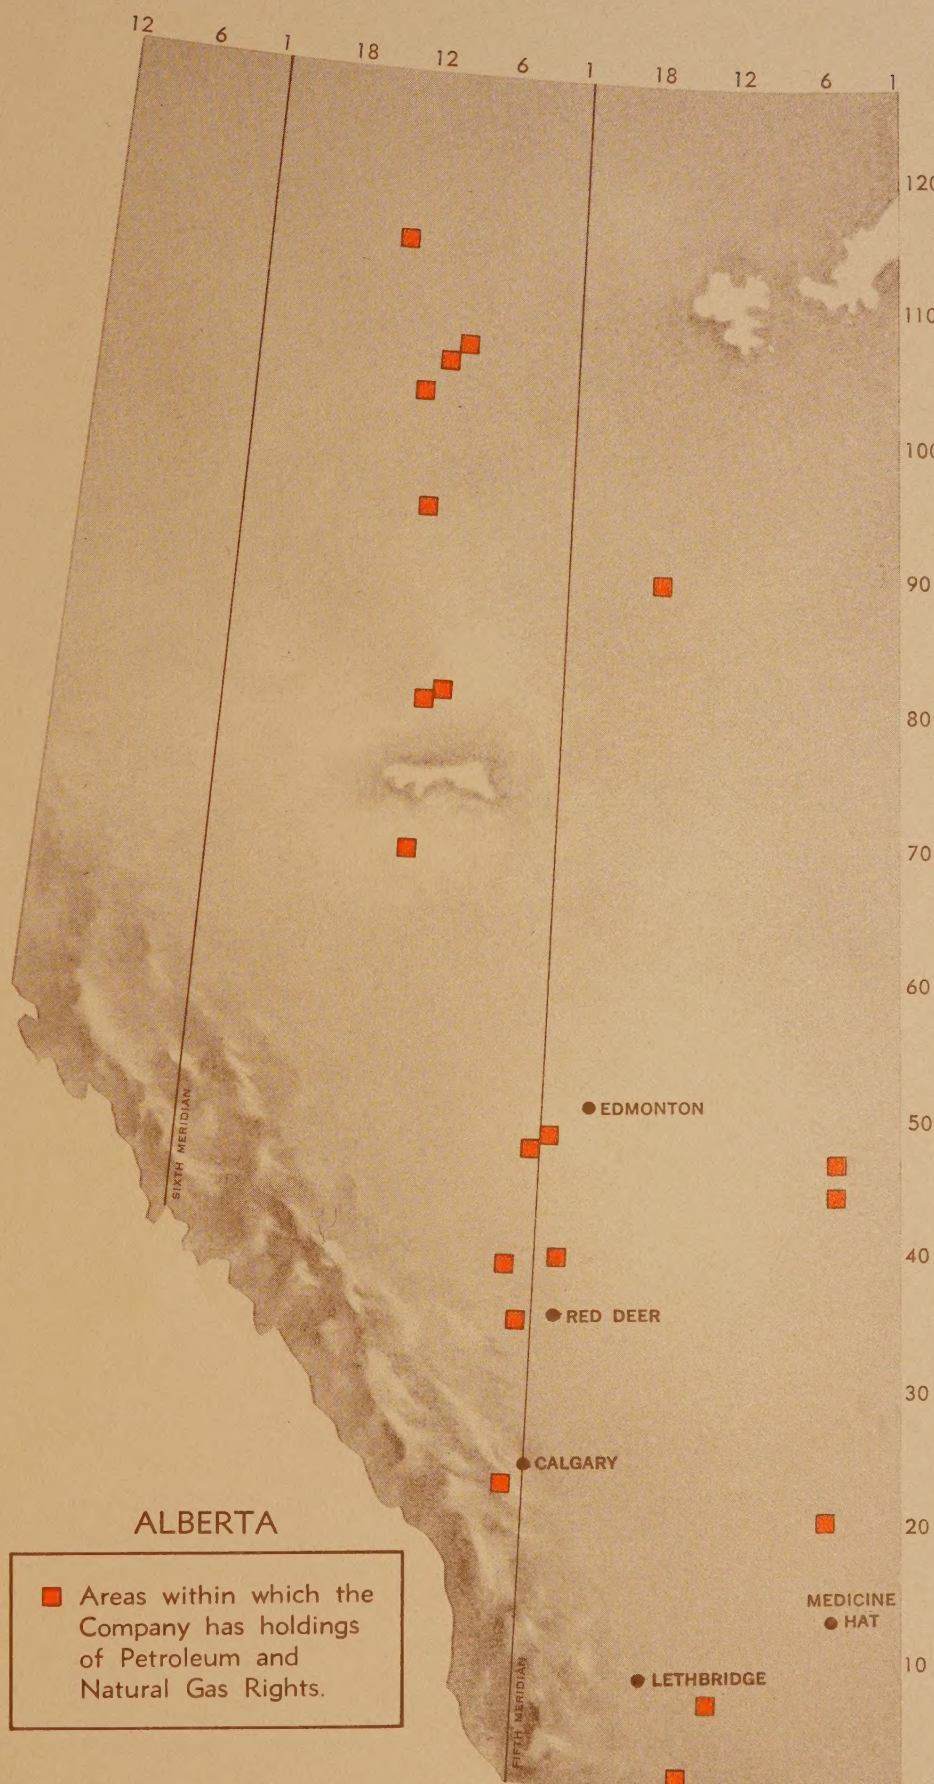 12 6 1 18 12 6 1 18 12 6 1
120
110
100
90
80
70
60
50
40
30
20
10
SIXTH MERIDIAN
EDMONTON
RED DEER
CALGARY
MEDICINE
HAT
LETHBRIDGE
FIFTH MERIDIAN
ALBERTA
Areas within which the
Company has holdings
of Petroleum and
Natural Gas Rights.